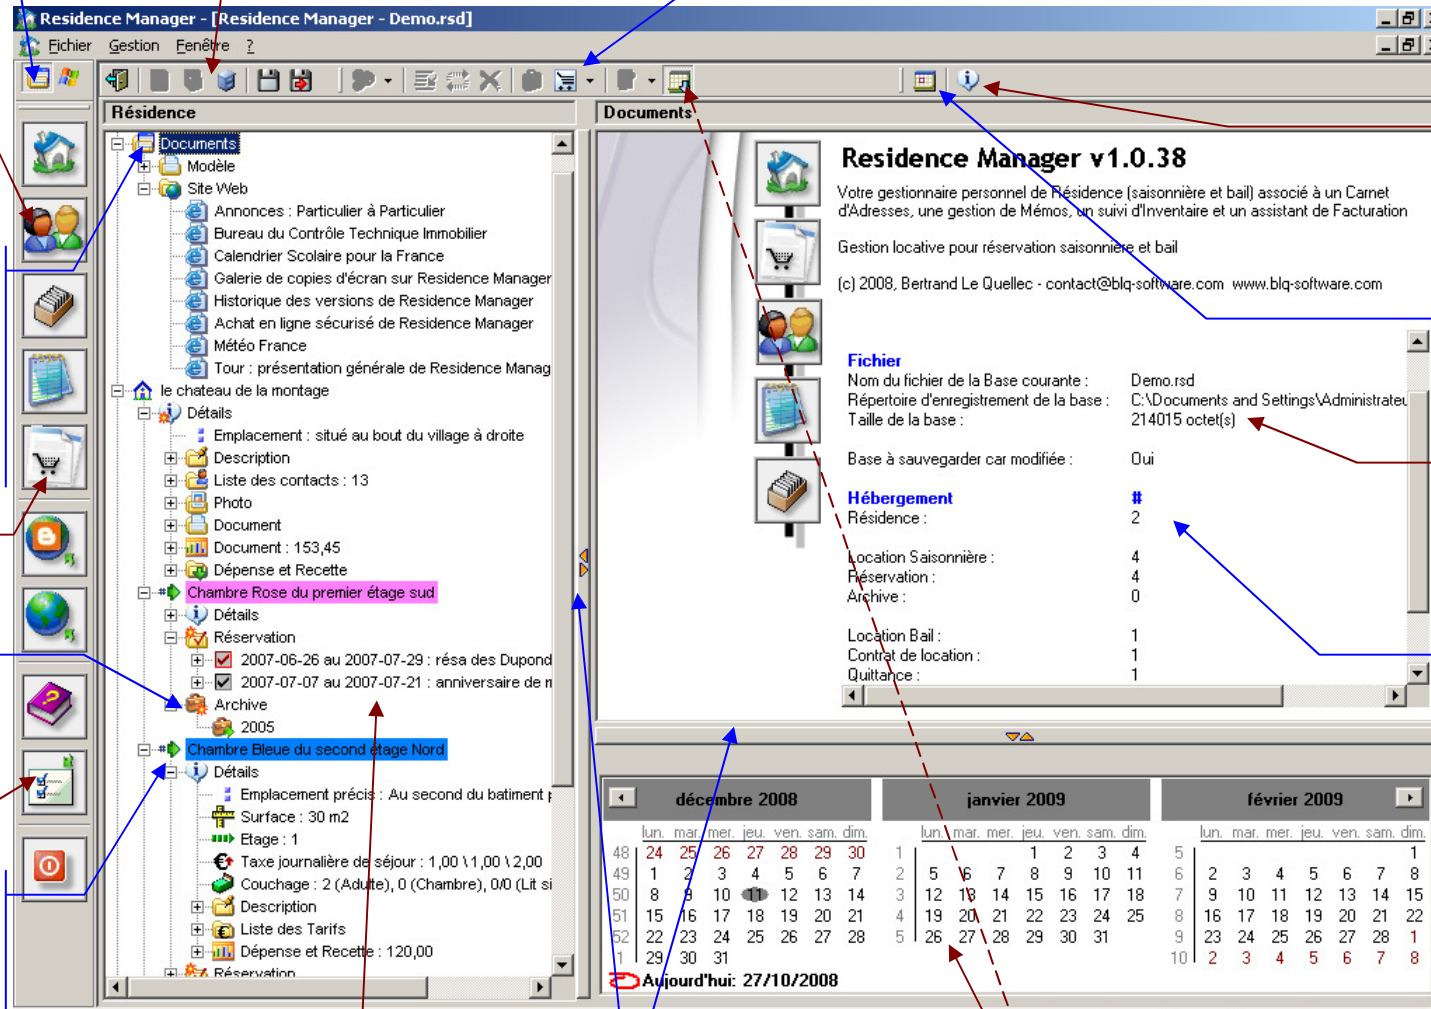 Residence Manager - [Residence Manager - Demo.rsd]
Fichier Gestion Fenêtre ?
Résidence
Documents
Modèle
Site Web
Annonces : Particulier à Particulier
Bureau du Contrôle Technique Immobilier
Calendrier Scolaire pour la France
Galerie de copies d'écran sur Residence Manager
Historique des versions de Residence Manager
Achat en ligne sécurisé de Residence Manager
Météo France
Tour : présentation générale de Residence Manag
le chateau de la montage
Détails
Emplacement : situé au bout du village à droite
Description
Liste des contacts : 13
Photo
Document
Document : 153,45
Dépense et Recette
Chambre Rose du premier étage sud
Détails
Réservation
2007-06-26 au 2007-07-29 : résa des Dupond
2007-07-07 au 2007-07-21 : anniversaire de
Archive
2005
Chambre Bleue du second étage Nord
Détails
Emplacement précis : Au second du batiment
Surface : 30 m2
Etage : 1
Taxe journalière de séjour : 1,00 \ 1,00 \ 2,00
Couchage : 2 (Adulte), 0 (Chambre), 0/0 (Lit si
Description
Liste des Tarifs
Dépense et Recette : 120,00
Réservation
Documents
Residence Manager v1.0.38
Votre gestionnaire personnel de Résidence (saisonnière et bail) associé à un Carnet
d'Adresses, une gestion de Mémos, un suivi d'Inventaire et un assistant de Facturation
Gestion locative pour réservation saisonnière et bail
(c) 2008, Bertrand Le Quellec - contact@blq-software.com www.blq-software.com
Fichier
Nom du fichier de la Base courante : Demo.rsd
Répertoire d'enregistrement de la base : C:\Documents and Settings\Administrateu
Taille de la base : 214015 octet(s)
Base à sauvegarder car modifiée : Oui
Hébergement #
Résidence : 2
Location Saisonnière : 4
Réservation : 4
Archive : 0
Location Bail : 1
Contrat de location : 1
Quittance : 1
décembre 2008
lun. mar. mer. jeu. ven. sam. dim.
48 24 25 26 27 28 29 30
49 1 2 3 4 5 6 7
50 8 9 10 11 12 13 14
51 15 16 17 18 19 20 21
52 22 23 24 25 26 27 28
1 29 30 31
janvier 2009
lun. mar. mer. jeu. ven. sam. dim.
1 1 2 3 4
2 5 6 7 8 9 10 11
3 12 13 14 15 16 17 18
4 19 20 21 22 23 24 25
5 26 27 28 29 30 31
février 2009
lun. mar. mer. jeu. ven. sam. dim.
5 1
6 2 3 4 5 6 7 8
7 9 10 11 12 13 14 15
8 16 17 18 19 20 21 22
9 23 24 25 26 27 28 1
10 2 3 4 5 6 7 8
Aujourd'hui: 27/10/2008